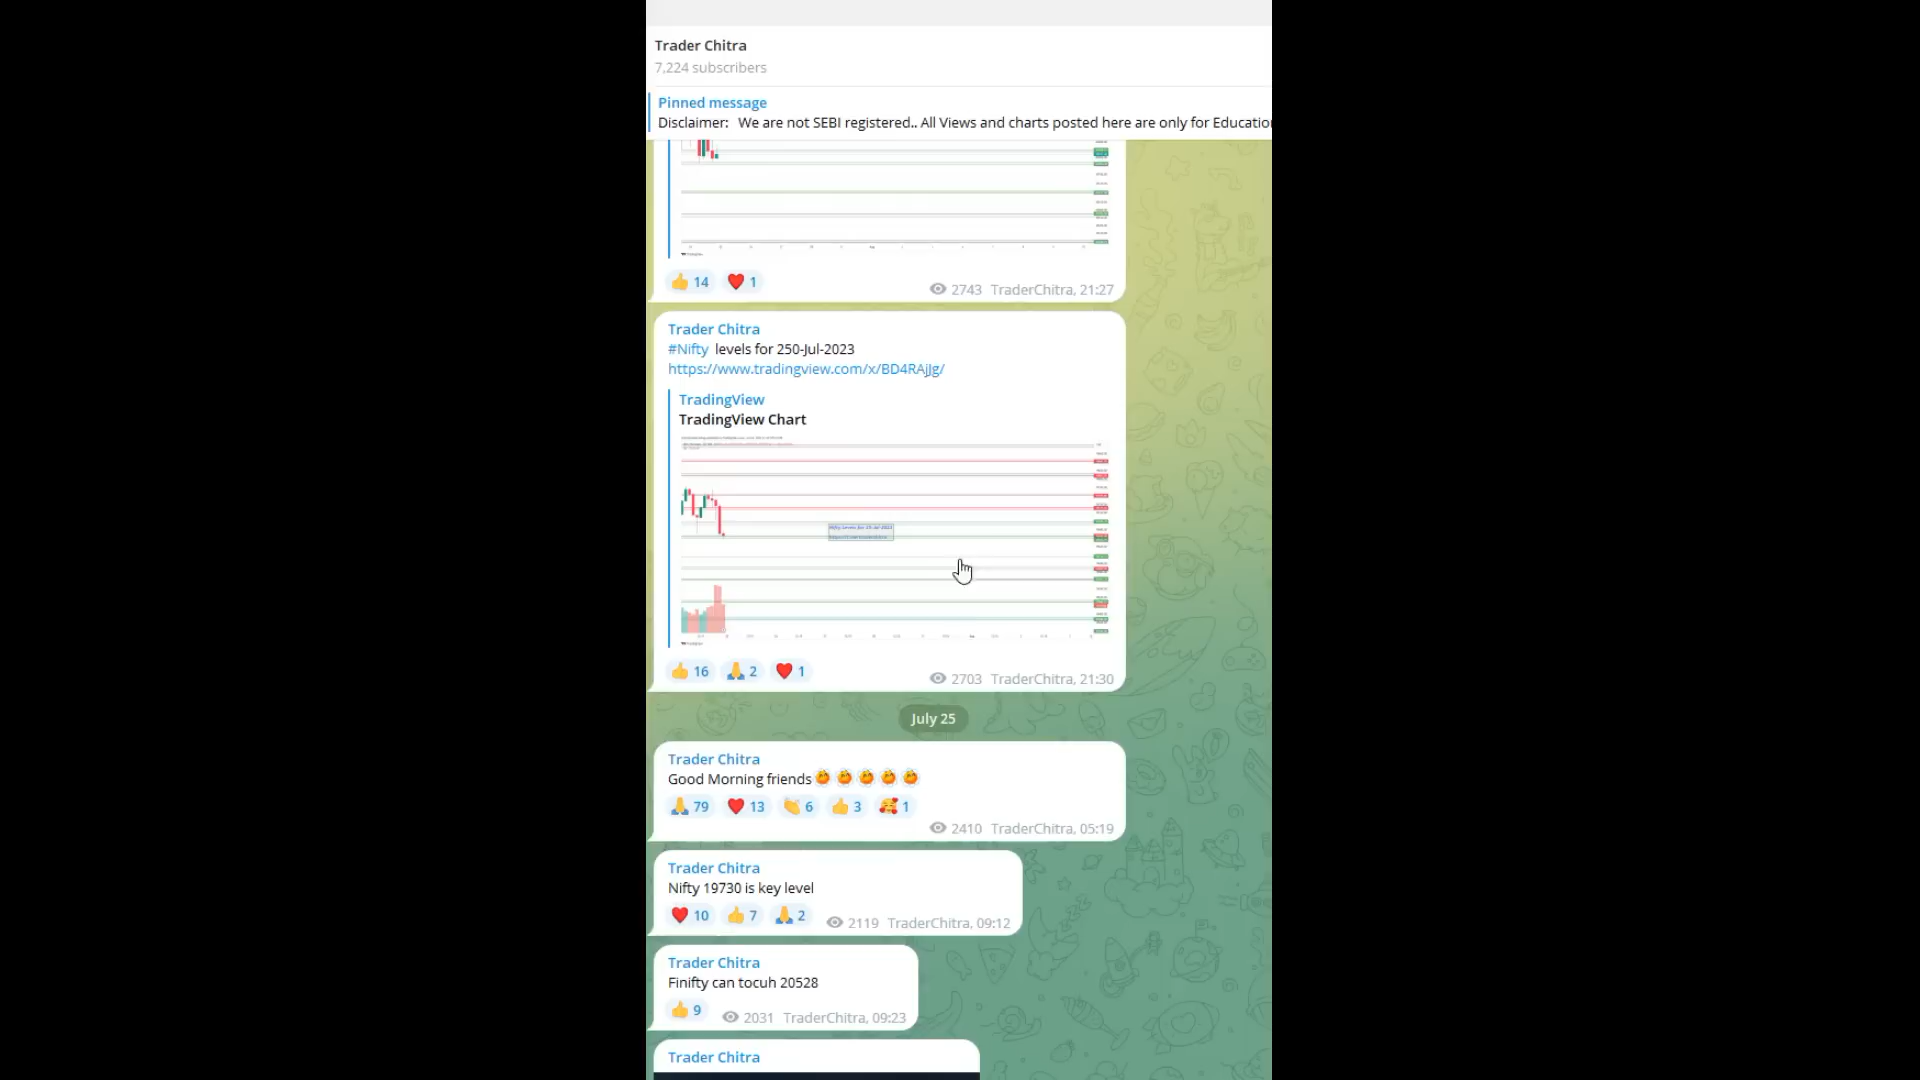 Trader Chitra
7,224 subscribers
Pinned message
Disclaimer: We are not SEBI registered.. All Views and charts posted here are only for Educatio
👍 14 ❤️ 1
2743 TraderChitra, 21:27
Trader Chitra
#Nifty levels for 250-Jul-2023
https://www.tradingview.com/x/BD4RAjJg/
TradingView
TradingView Chart
👍 16 🙏 2 ❤️ 1
2703 TraderChitra, 21:30
July 25
Trader Chitra
Good Morning friends
🙏 79 ❤️ 13 👏 6 👍 3 🥰 1
2410 TraderChitra, 05:19
Trader Chitra
Nifty 19730 is key level
❤️ 10 👍 7 🙏 2
2119 TraderChitra, 09:12
Trader Chitra
Finifty can tocuh 20528
👍 9
2031 TraderChitra, 09:23
Trader Chitra